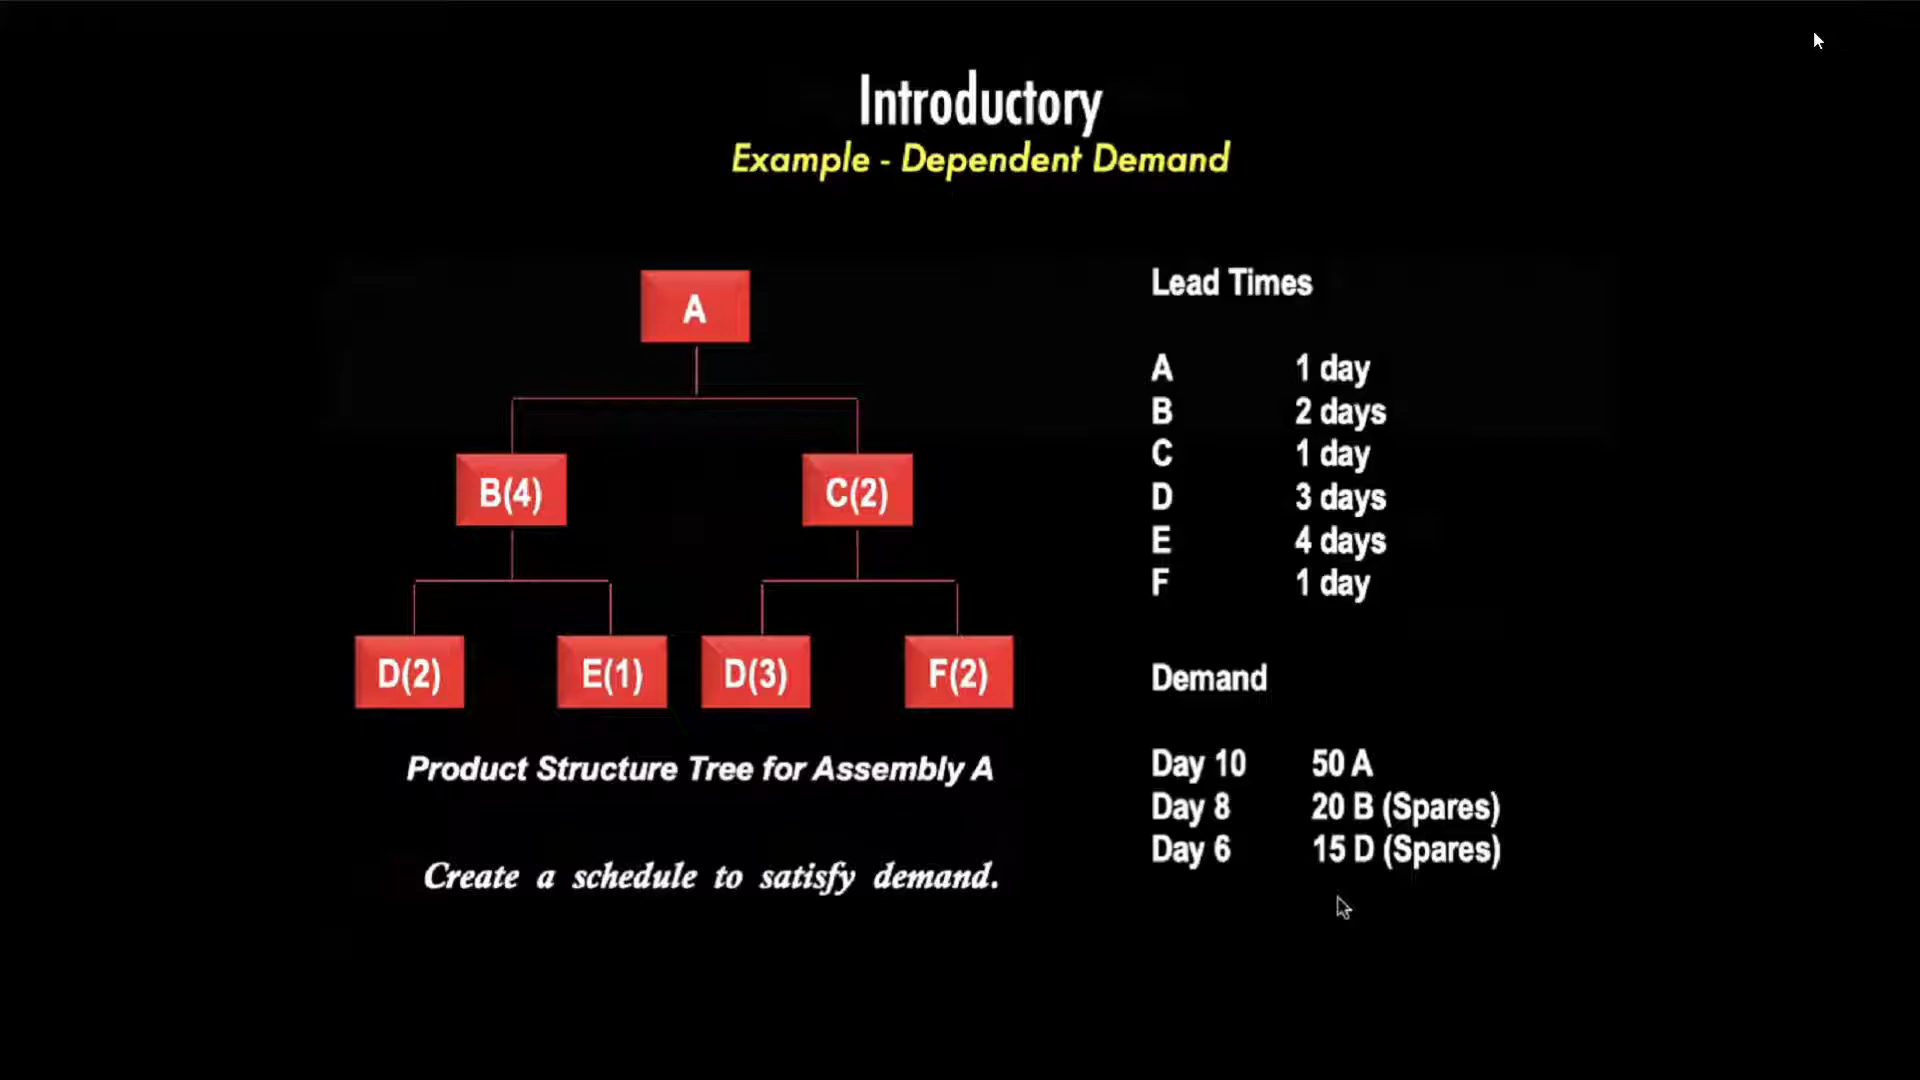 Introductory
Example - Dependent Demand
A
B(4)
C(2)
D(2)
E(1)
D(3)
F(2)
Product Structure Tree for Assembly A
Create a schedule to satisfy demand.
Lead Times
A 1 day
B 2 days
C 1 day
D 3 days
E 4 days
F 1 day
Demand
Day 10 50 A
Day 8 20 B (Spares)
Day 6 15 D (Spares)